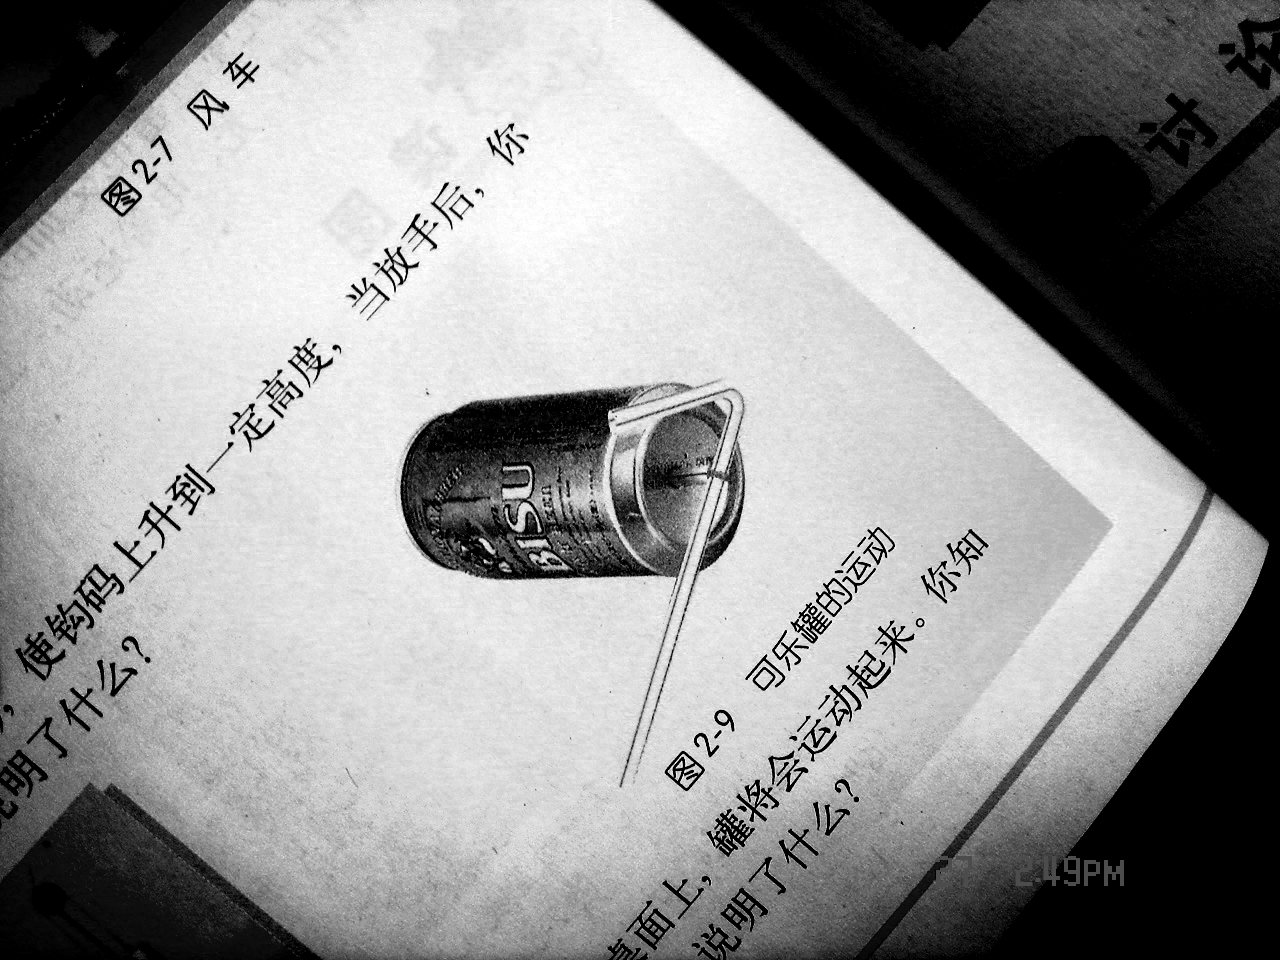 讨论
图2-7 风车
使钩码上升到一定高度，当放手后，你
说明了什么？
BISU
图2-9 可乐罐的运动
桌面上，罐将会运动起来。你知
说明了什么？
2:49PM